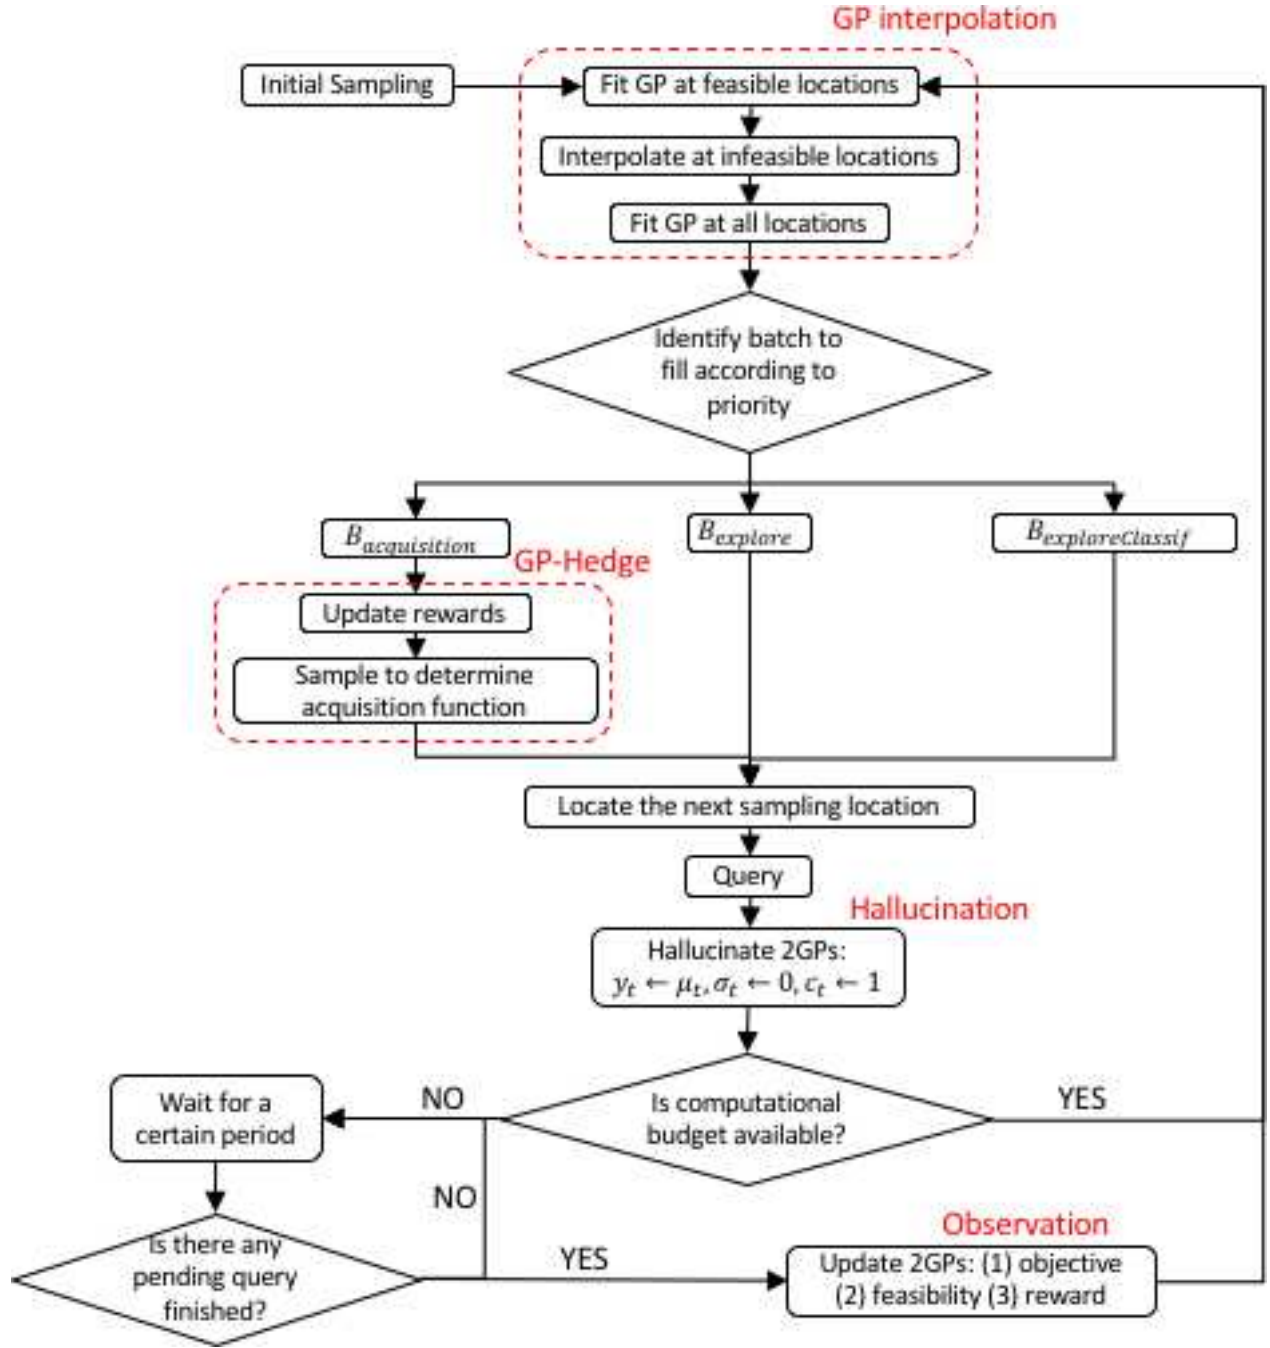 GP interpolation
Initial Sampling
Fit GP at feasible locations
Interpolate at infeasible locations
Fit GP at all locations
Identify batch to
fill according to
priority
B_acquisition
B_explore
B_exploreClassif
GP-Hedge
Update rewards
Sample to determine
acquisition function
Locate the next sampling location
Query
Hallucination
Hallucinate 2GPs:
y_t ← μ_t, σ_t ← 0, c_t ← 1
Is computational
budget available?
YES
NO
Wait for a
certain period
NO
Is there any
pending query
finished?
YES
Observation
Update 2GPs: (1) objective
(2) feasibility (3) reward